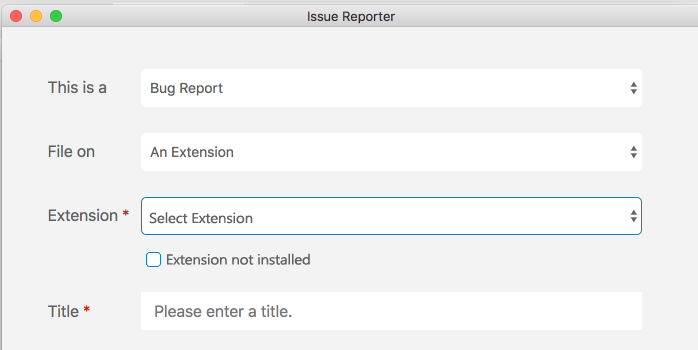 Issue Reporter
This is a Bug Report
File on An Extension
Extension * Select Extension
Extension not installed
Title * Please enter a title.